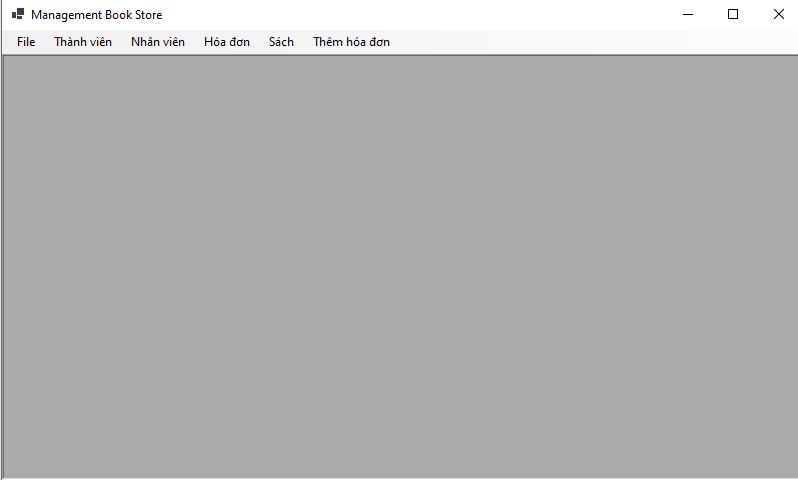 Management Book Store
File Thành viên Nhân viên Hóa đơn Sách Thêm hóa đơn